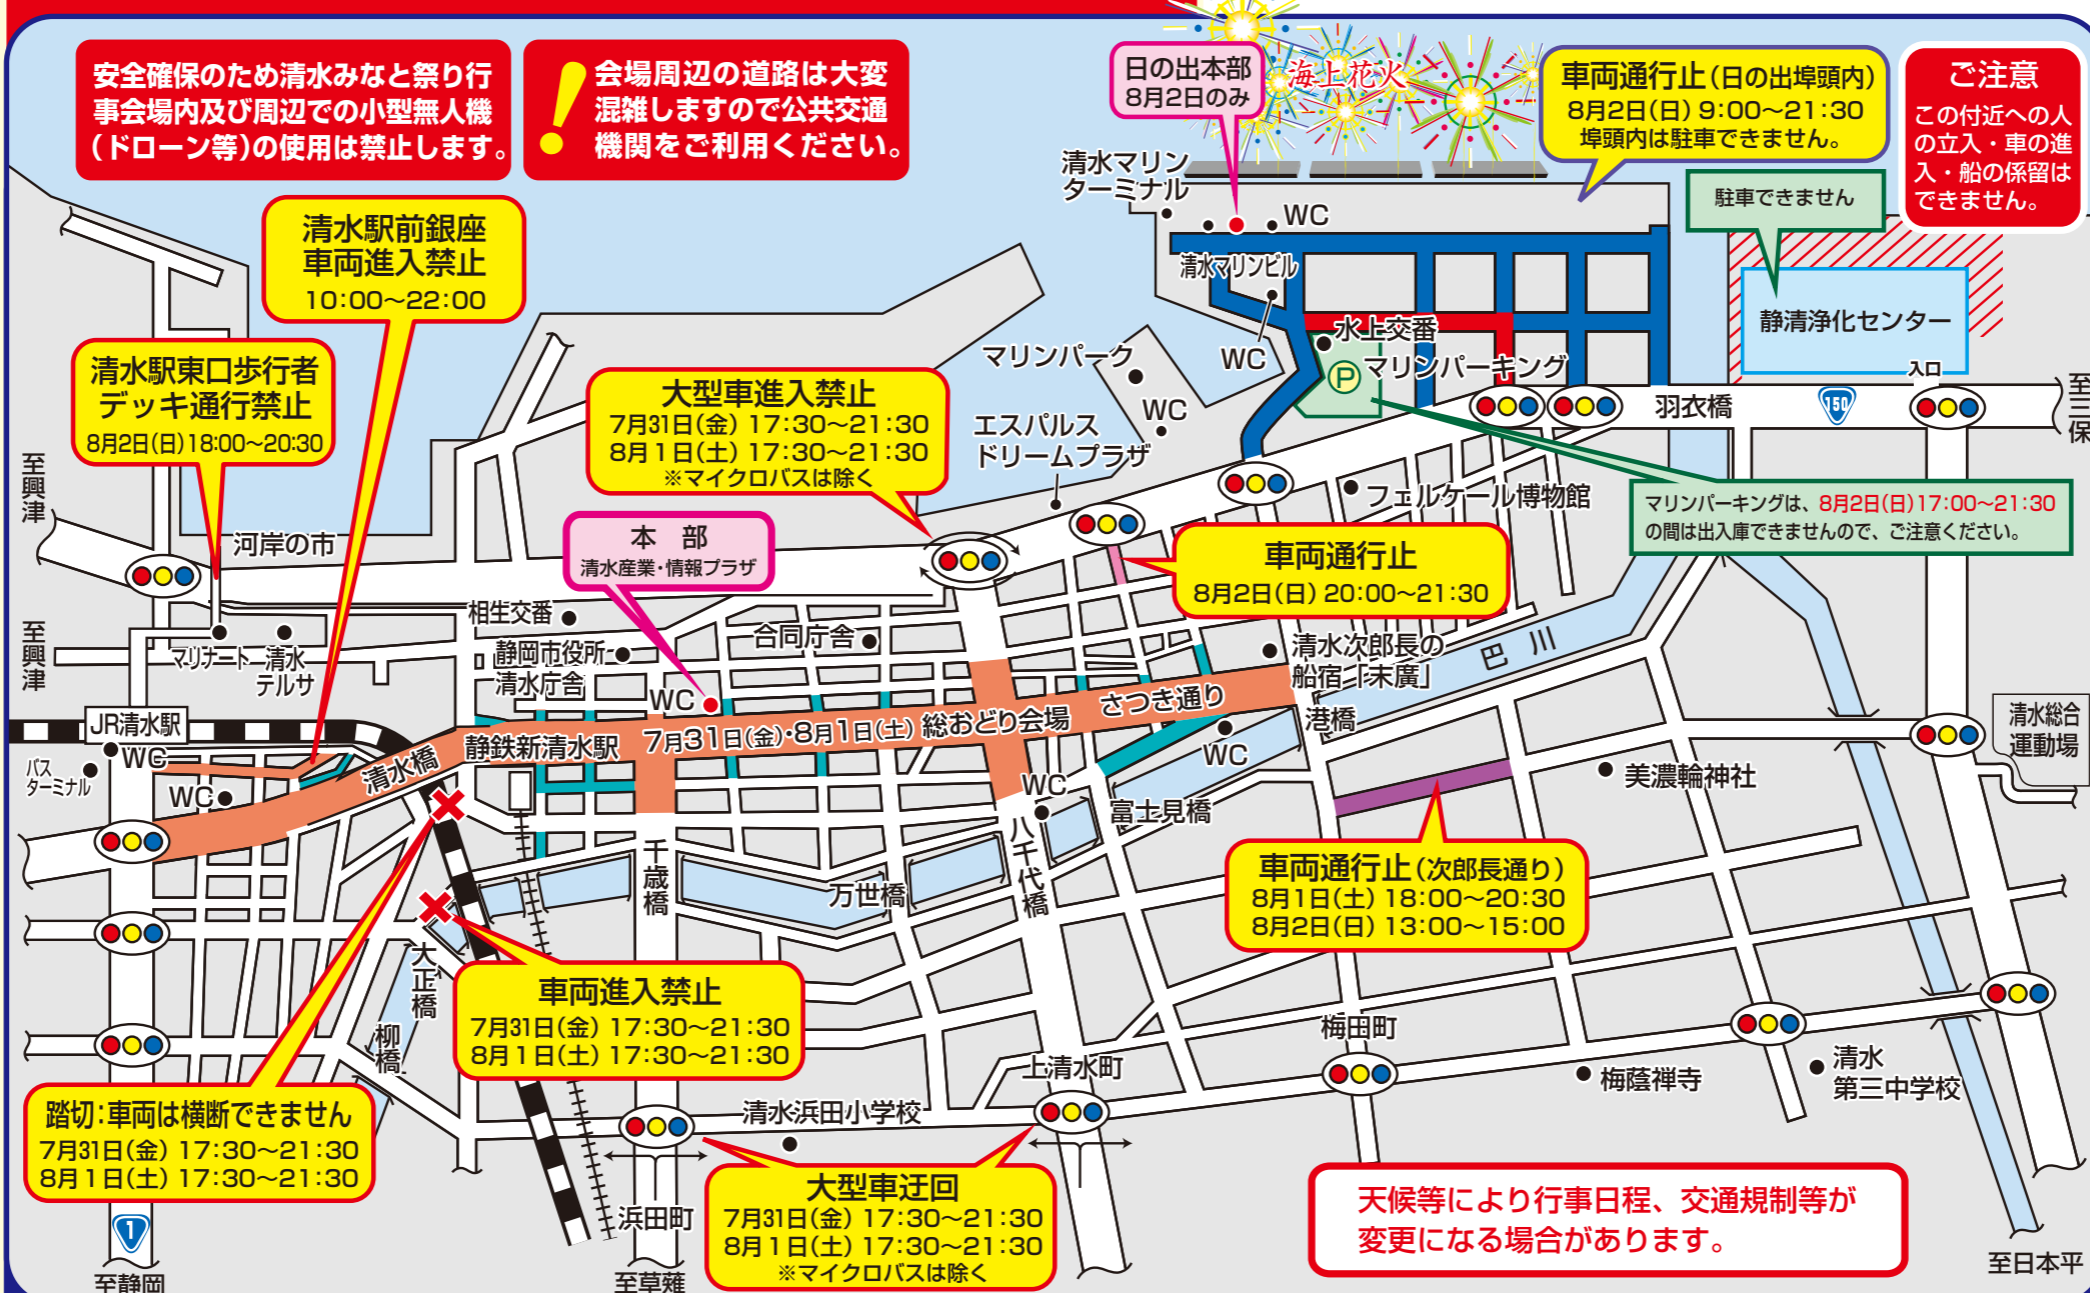 安全確保のため清水みなと祭り行
事会場内及び周辺での小型無人機
(ドローン等)の使用は禁止します。
!
会場周辺の道路は大変
混雑しますので公共交通
機関をご利用ください。
日の出本部
8月2日のみ
海上花火
車両通行止(日の出埠頭内)
8月2日(日) 9:00〜21:30
埠頭内は駐車できません。
ご注意
この付近への人
の立入・車の進
入・船の係留は
できません。
清水マリン
ターミナル
WC
駐車できません
清水駅前銀座
車両進入禁止
10:00〜22:00
清水マリンビル
静清浄化センター
清水駅東口歩行者
デッキ通行禁止
8月2日(日)18:00〜20:30
大型車進入禁止
7月31日(金) 17:30〜21:30
8月1日(土) 17:30〜21:30
※マイクロバスは除く
マリンパーク
WC
水上交番
P
マリンパーキング
入口
至三保
WC
羽衣橋
150
エスパルス
ドリームプラザ
至興津
フェルケール博物館
マリンパーキングは、8月2日(日)17:00〜21:30
の間は出入庫できませんので、ご注意ください。
河岸の市
本 部
清水産業・情報プラザ
車両通行止
8月2日(日) 20:00〜21:30
至興津
相生交番
マリナート
清水
テルサ
静岡市役所
清水庁舎
合同庁舎
清水次郎長の
船宿「末廣」
巴川
WC
JR清水駅
WC
バス
ターミナル
WC
清水橋
静鉄新清水駅
7月31日(金)・8月1日(土) 総おどり会場
さつき通り
港橋
WC
清水総合
運動場
WC
富士見橋
美濃輪神社
千歳橋
万世橋
八千代橋
車両通行止(次郎長通り)
8月1日(土) 18:00〜20:30
8月2日(日) 13:00〜15:00
大正橋
柳橋
車両進入禁止
7月31日(金) 17:30〜21:30
8月1日(土) 17:30〜21:30
梅田町
上清水町
梅蔭禅寺
清水
第三中学校
踏切:車両は横断できません
7月31日(金) 17:30〜21:30
8月1日(土) 17:30〜21:30
清水浜田小学校
大型車迂回
7月31日(金) 17:30〜21:30
8月1日(土) 17:30〜21:30
※マイクロバスは除く
浜田町
天候等により行事日程、交通規制等が
変更になる場合があります。
1
至静岡
至草薙
至日本平